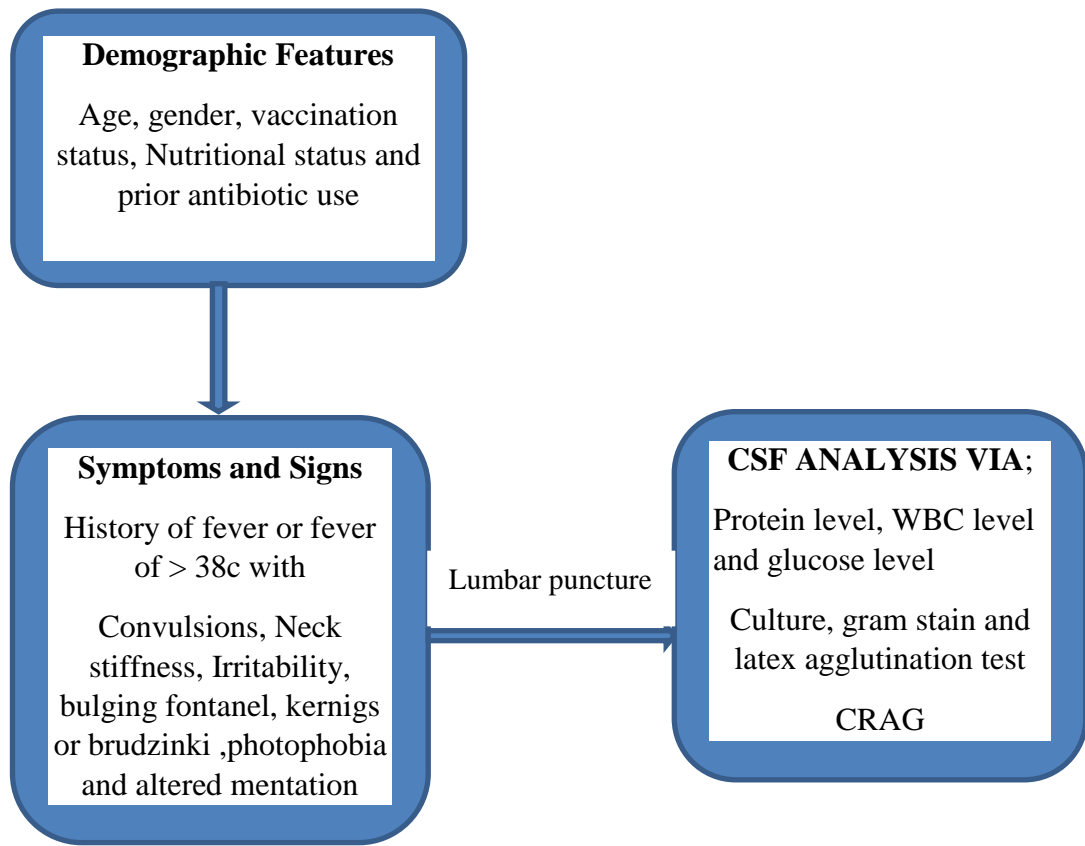 Demographic Features
Age, gender, vaccination
status, Nutritional status and
prior antibiotic use
Symptoms and Signs
History of fever or fever
of > 38c with
Convulsions, Neck
stiffness, Irritability,
bulging fontanel, kernigs
or brudzinki ,photophobia
and altered mentation
Lumbar puncture
CSF ANALYSIS VIA;
Protein level, WBC level
and glucose level
Culture, gram stain and
latex agglutination test
CRAG